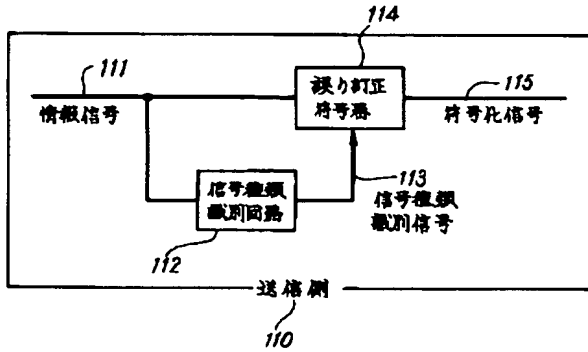 114
111
誤り訂正
符号器
115
情報信号
符号化信号
信号種類
識別回路
113
信号種類
識別信号
112
送信側
110